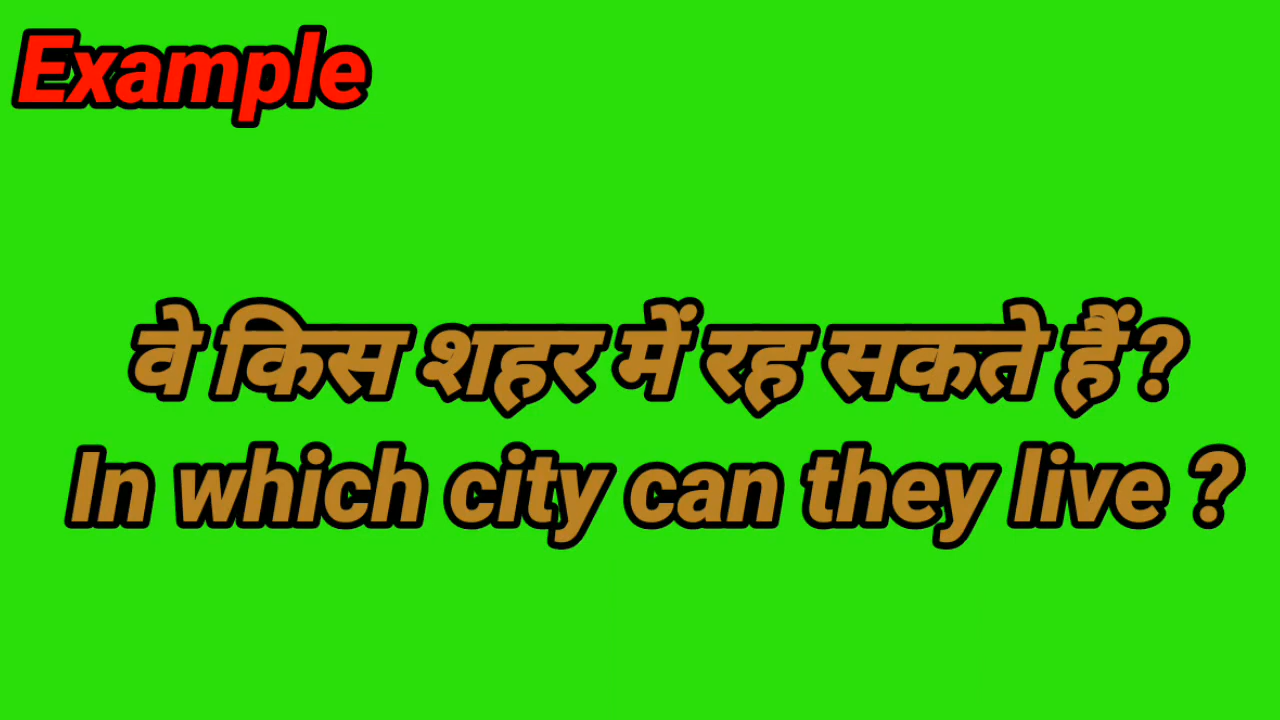 Example
वे किस शहर में रह सकते हैं ?
In which city can they live ?